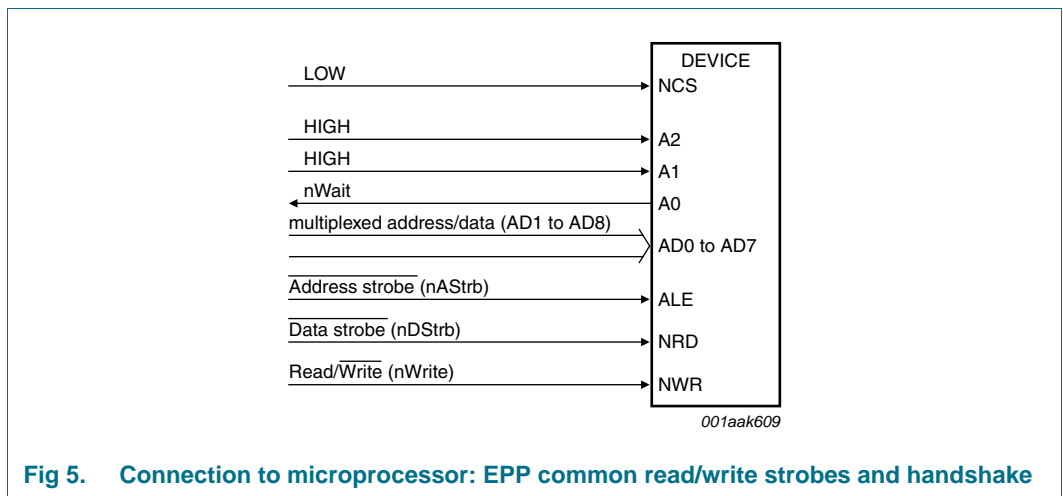 DEVICE
LOW
NCS
HIGH
A2
HIGH
A1
nWait
A0
multiplexed address/data (AD1 to AD8)
AD0 to AD7
Address strobe (nAStrb)
ALE
Data strobe (nDStrb)
NRD
Read/Write (nWrite)
NWR
001aak609
Fig 5. Connection to microprocessor: EPP common read/write strobes and handshake